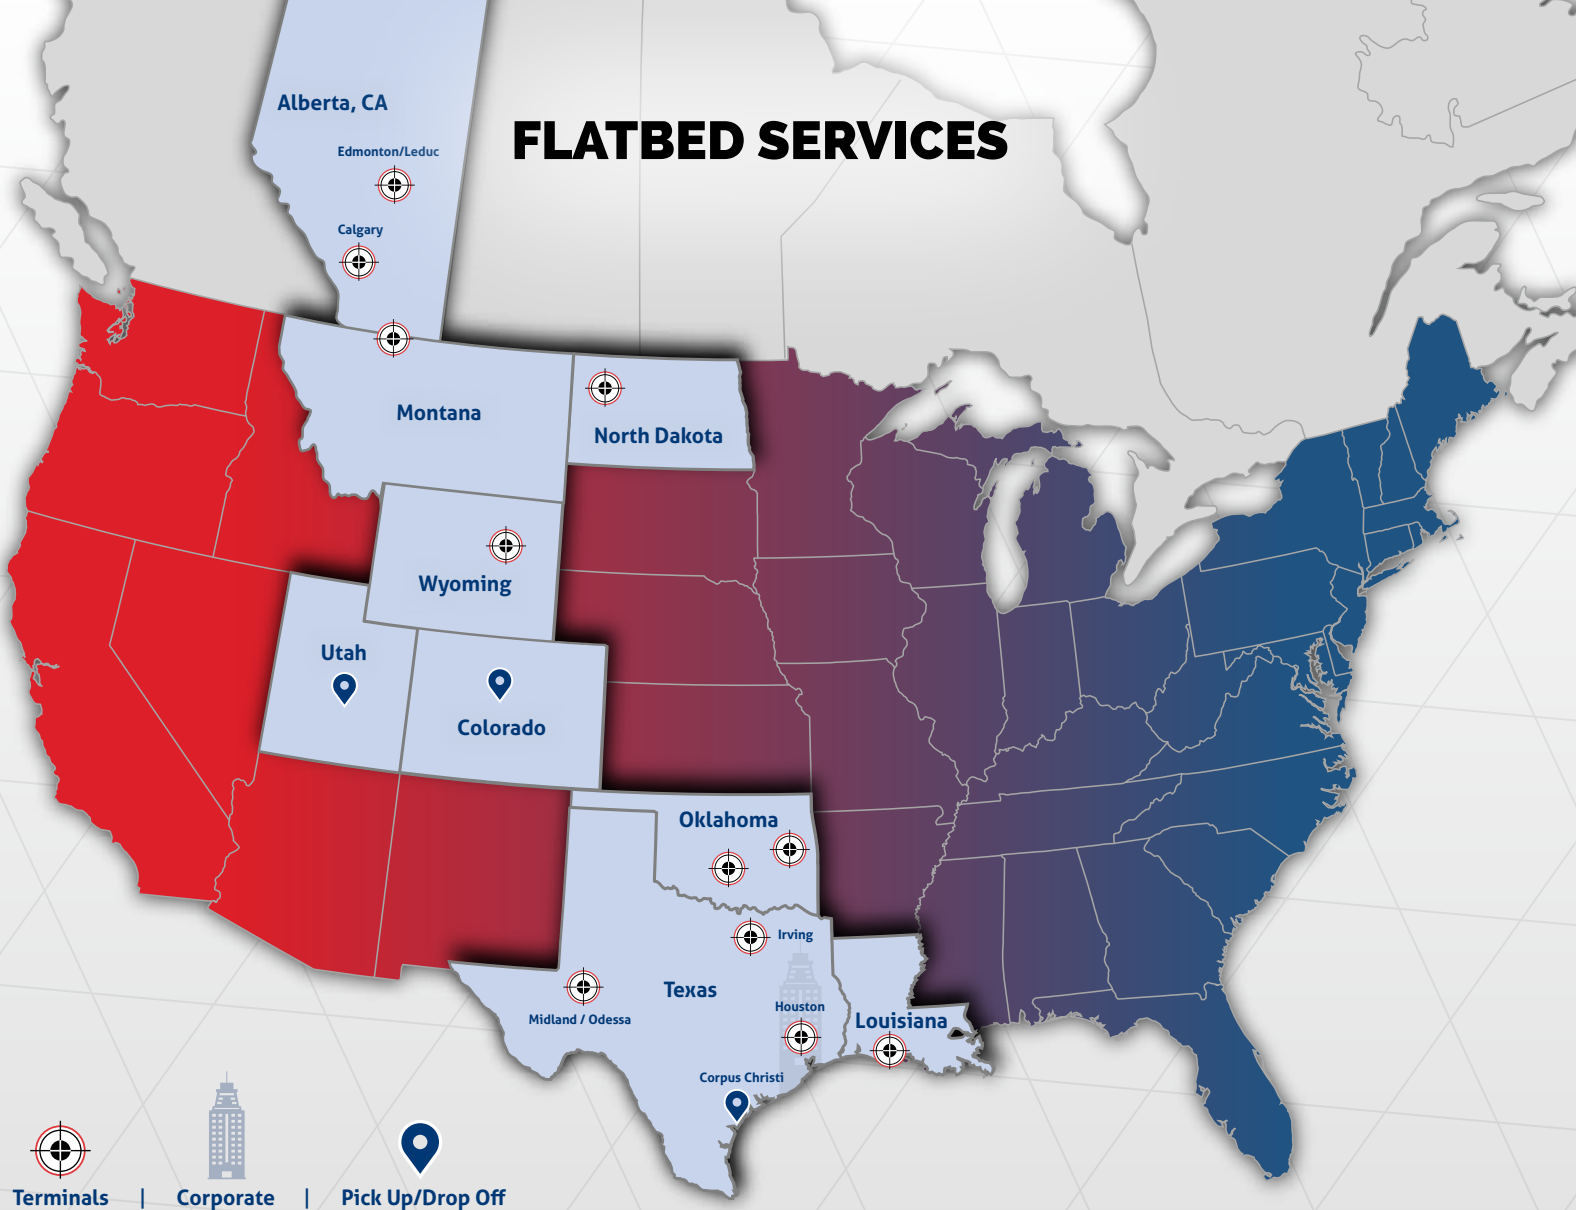 Alberta, CA
FLATBED SERVICES
Edmonton/Leduc
Calgary
Montana
North Dakota
Wyoming
Utah
Colorado
Oklahoma
Irving
Texas
Midland / Odessa
Houston
Louisiana
Corpus Christi
Terminals | Corporate | Pick Up/Drop Off